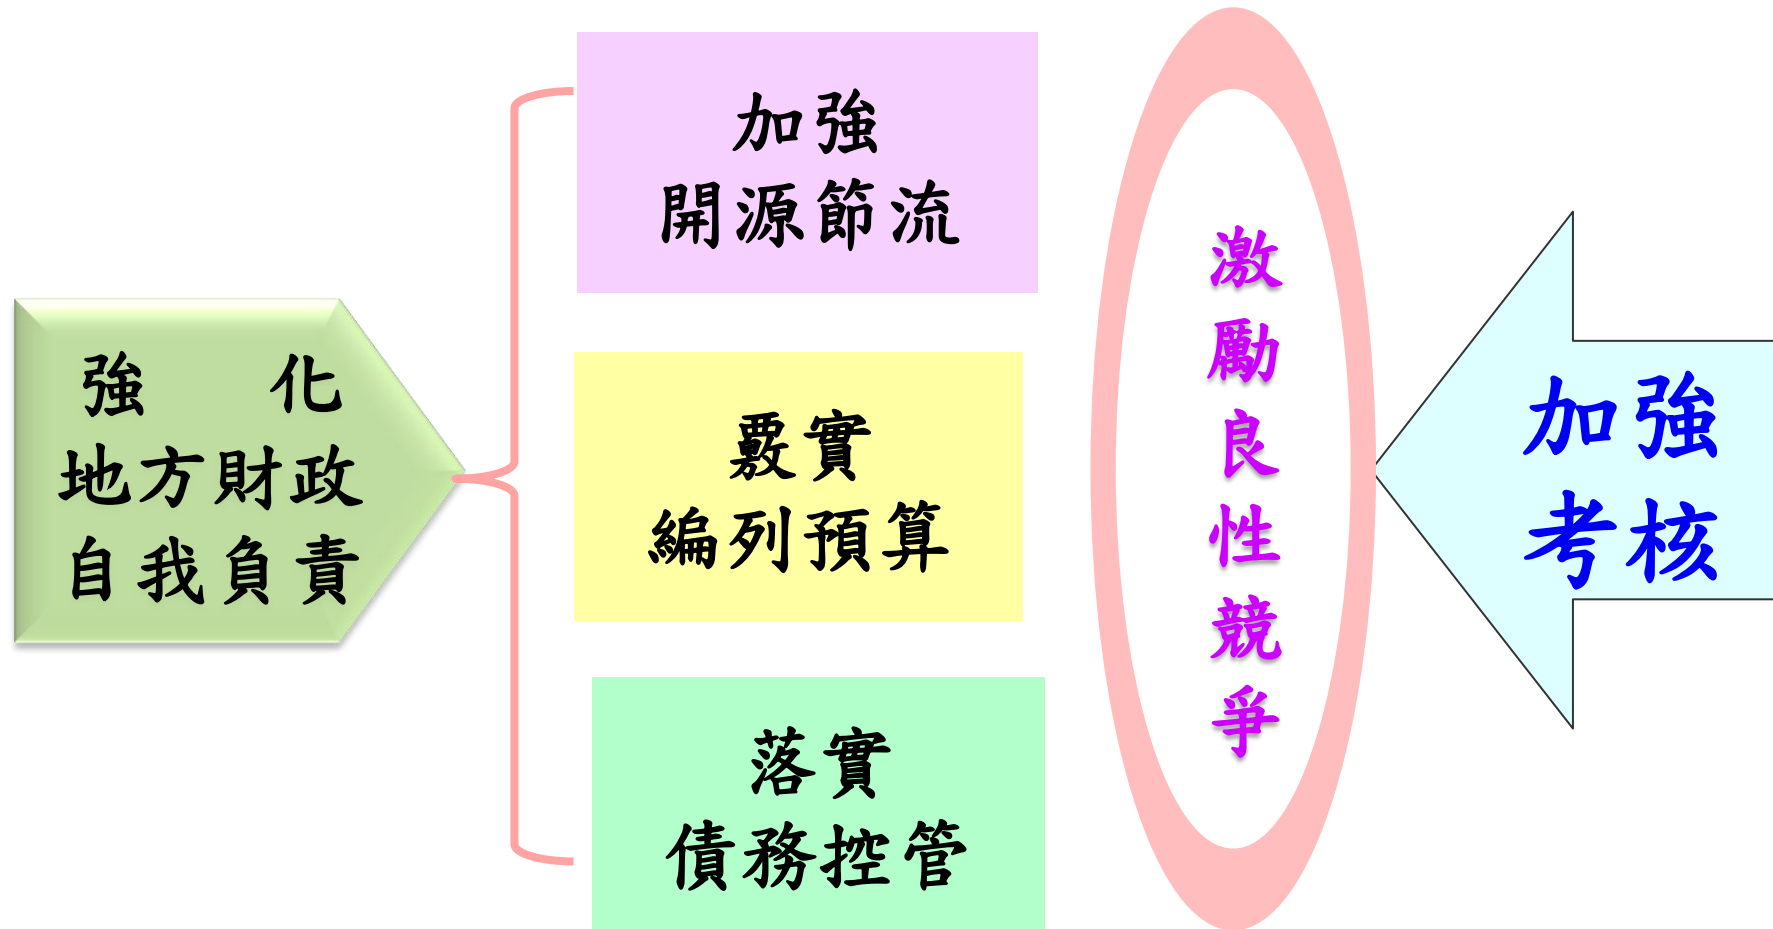 強 化
地方財政
自我負責
加強
開源節流
覈實
編列預算
落實
債務控管
激勵良性競爭
加強
考核